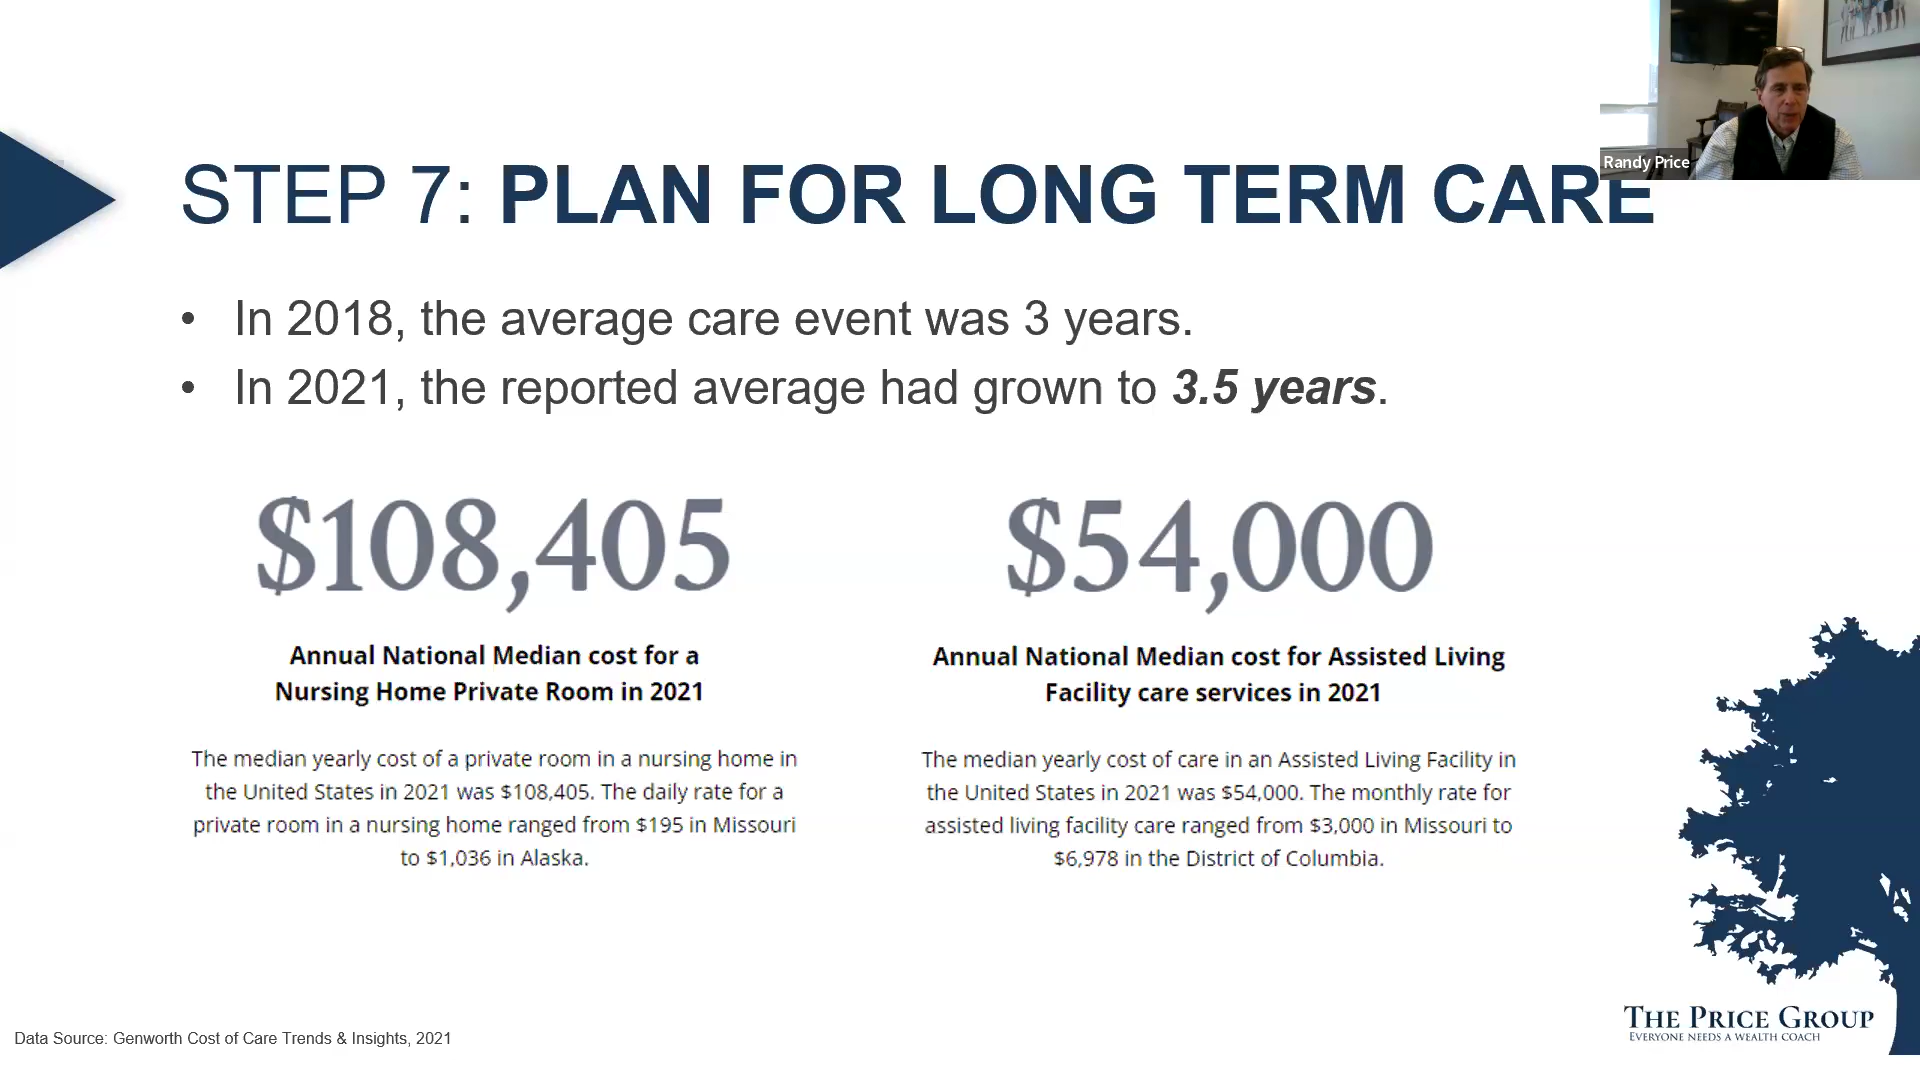 Randy Price
STEP 7: PLAN FOR LONG TERM CARE
• In 2018, the average care event was 3 years.
• In 2021, the reported average had grown to 3.5 years.
$108,405
Annual National Median cost for a
Nursing Home Private Room in 2021
The median yearly cost of a private room in a nursing home in
the United States in 2021 was $108,405. The daily rate for a
private room in a nursing home ranged from $195 in Missouri
to $1,036 in Alaska.
$54,000
Annual National Median cost for Assisted Living
Facility care services in 2021
The median yearly cost of care in an Assisted Living Facility in
the United States in 2021 was $54,000. The monthly rate for
assisted living facility care ranged from $3,000 in Missouri to
$6,978 in the District of Columbia.
Data Source: Genworth Cost of Care Trends & Insights, 2021
THE PRICE GROUP
EVERYONE NEEDS A WEALTH COACH